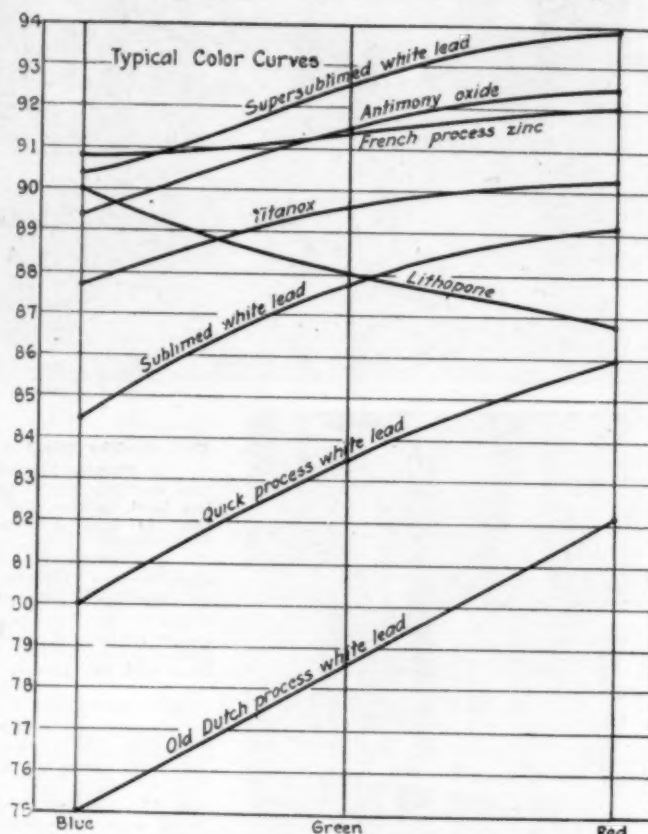 94
Typical Color Curves
93
92
91
90
89
88
87
86
85
84
83
82
81
80
79
78
77
76
75
Supersublimed white lead
Antimony oxide
French process zinc
Titanox
Lithopone
Sublimed white lead
Quick process white lead
Old Dutch process white lead
Blue
Green
Red